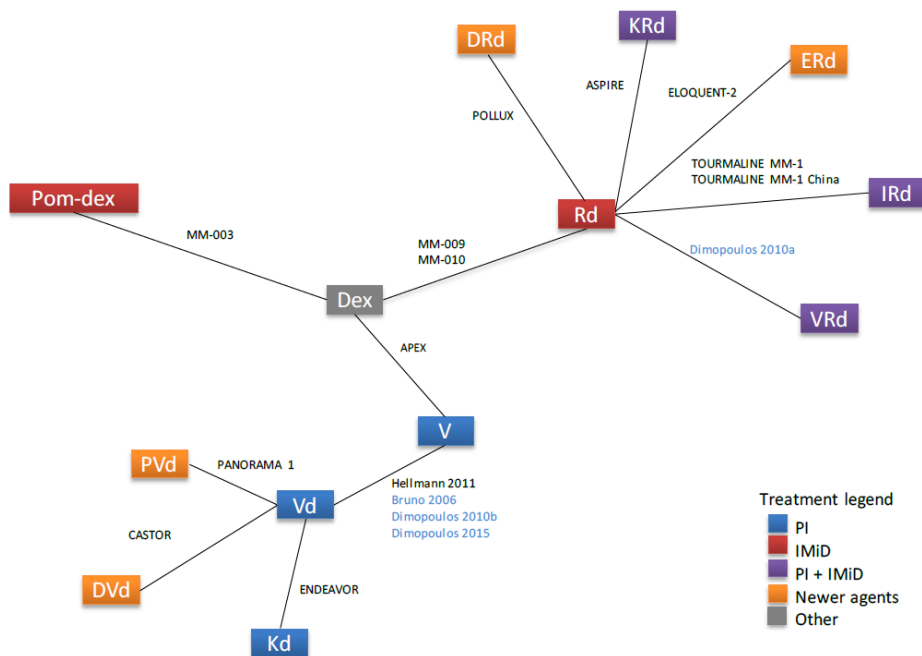 KRd
DRd
ERd
ASPIRE
ELOQUENT-2
POLLUX
TOURMALINE MM-1
TOURMALINE MM-1 China
Pom-dex
IRd
Rd
MM-003
MM-009
MM-010
Dimopoulos 2010a
Dex
VRd
APEX
V
PVd
PANORAMA 1
Hellmann 2011
Bruno 2006
Dimopoulos 2010b
Dimopoulos 2015
Vd
CASTOR
DVd
ENDEAVOR
Kd
Treatment legend
PI
IMiD
PI + IMiD
Newer agents
Other